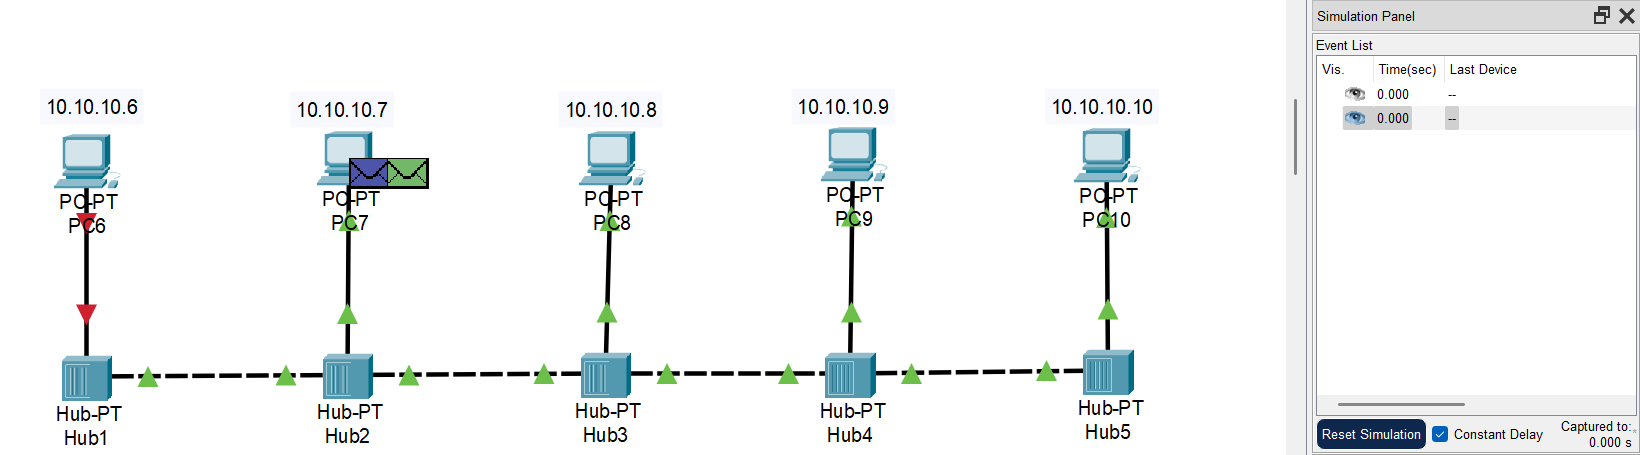 Simulation Panel
Event List
Vis. Time(sec) Last Device
0.000 --
0.000 --
10.10.10.6 10.10.10.7 10.10.10.8 10.10.10.9 10.10.10.10
PC-PT PC-PT PC-PT PC-PT PC-PT
PC6 PC7 PC8 PC9 PC10
Hub-PT Hub-PT Hub-PT Hub-PT Hub-PT
Hub1 Hub2 Hub3 Hub4 Hub5
Reset Simulation Constant Delay Captured to:
0.000 s